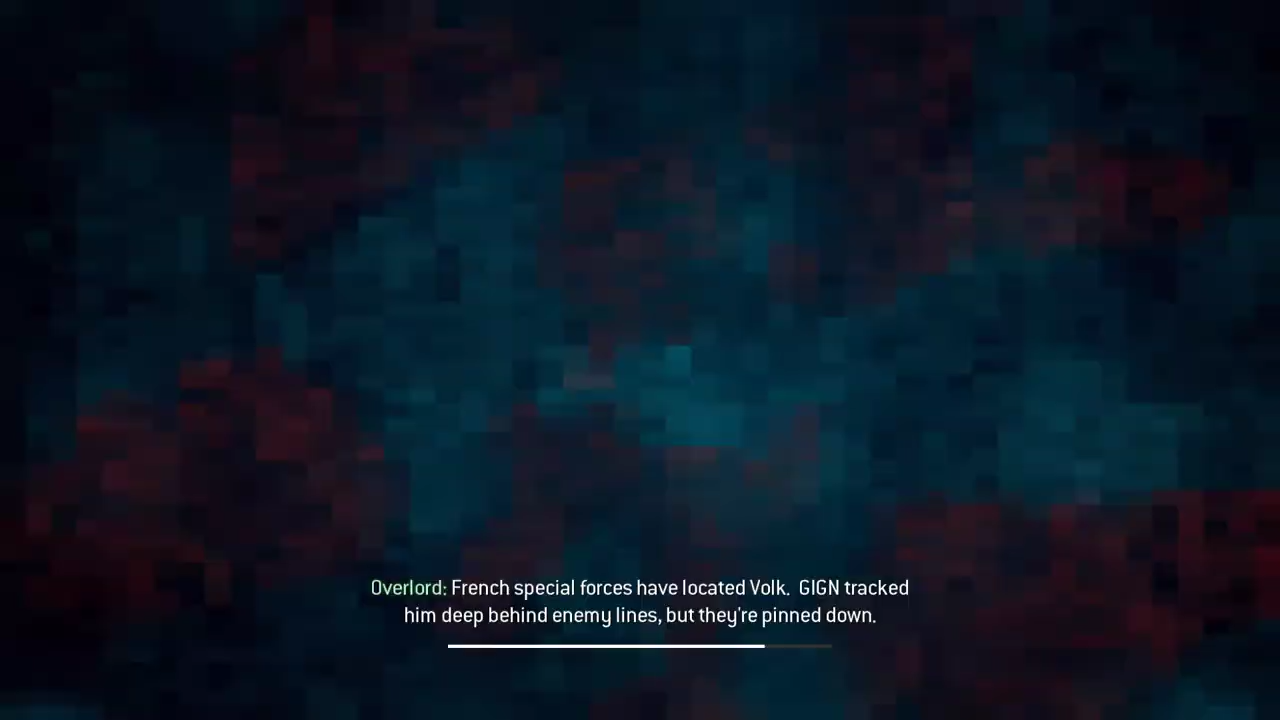 Overlord: French special forces have located Volk.  GIGN tracked
him deep behind enemy lines, but they're pinned down.